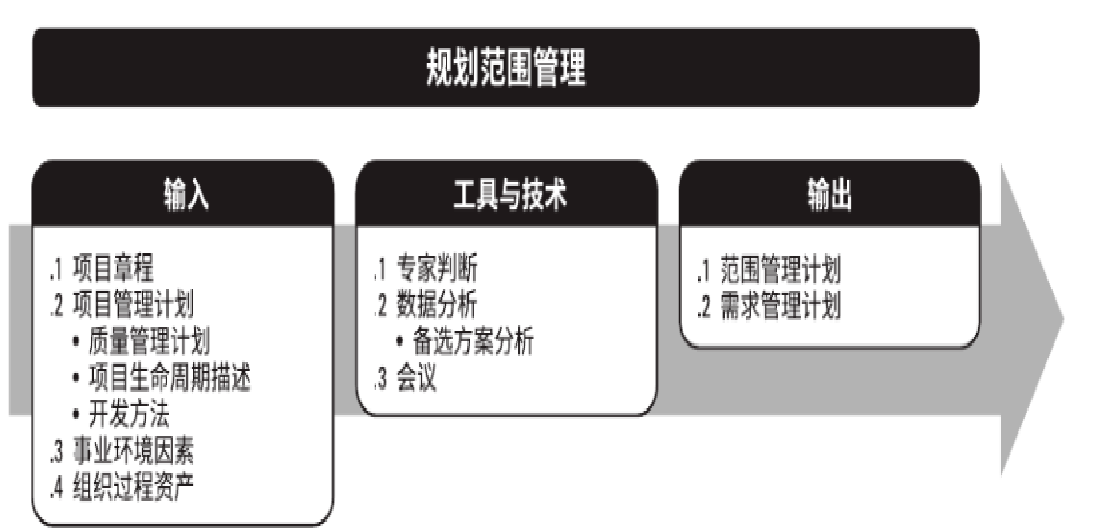 规划范围管理
输入
.1 项目章程
.2 项目管理计划
• 质量管理计划
• 项目生命周期描述
• 开发方法
.3 事业环境因素
.4 组织过程资产
工具与技术
.1 专家判断
.2 数据分析
• 备选方案分析
.3 会议
输出
.1 范围管理计划
.2 需求管理计划